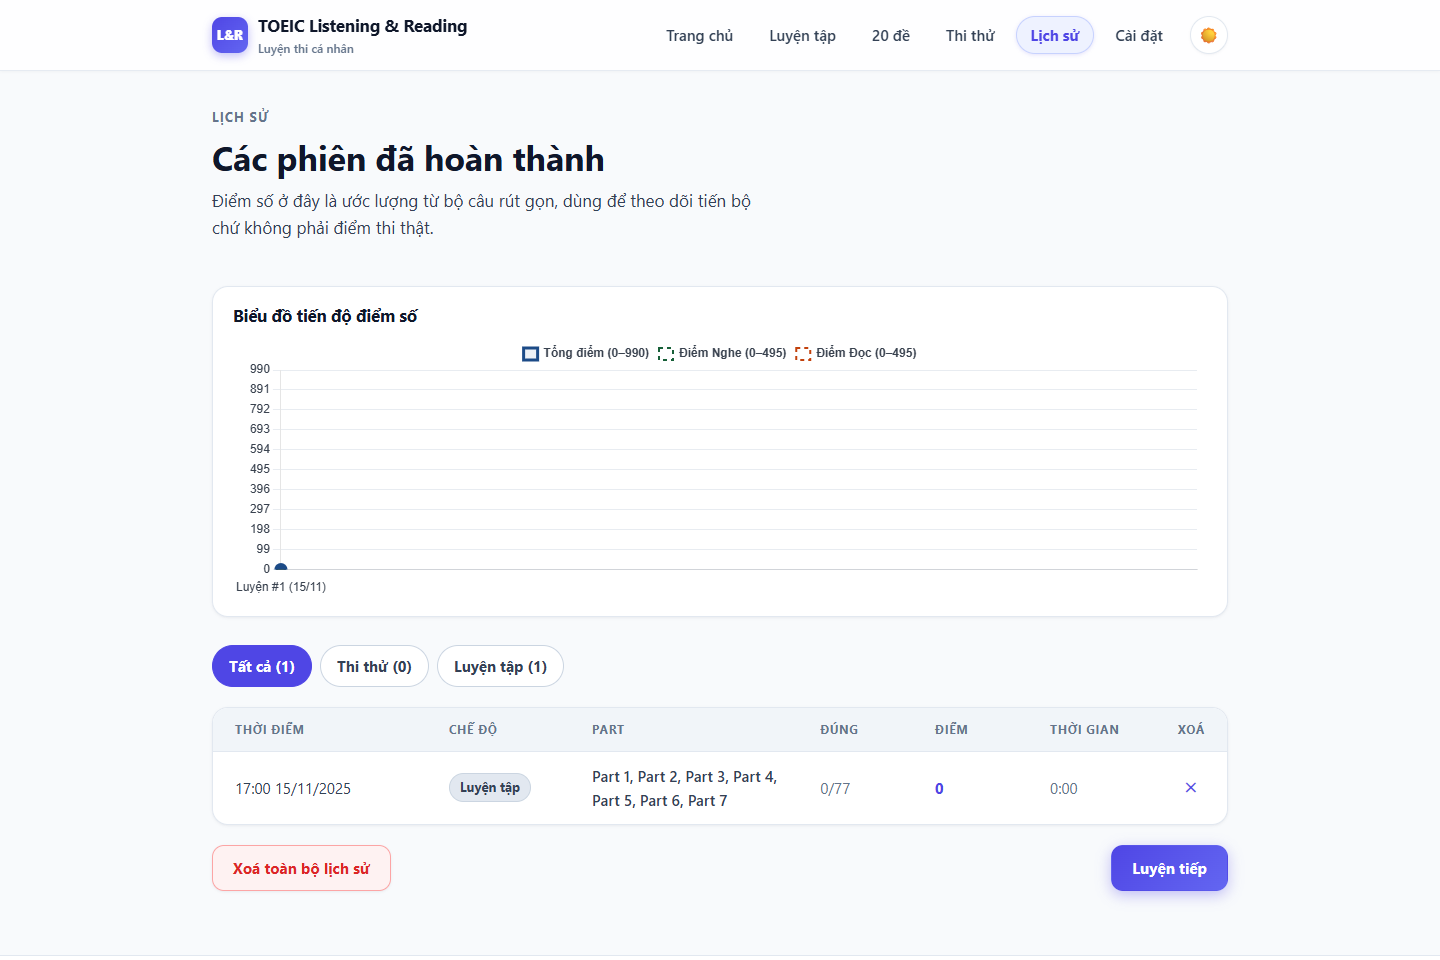 L&R
TOEIC Listening & Reading
Luyện thi cá nhân
Trang chủ
Luyện tập
20 đề
Thi thử
Lịch sử
Cài đặt
LỊCH SỬ
Các phiên đã hoàn thành
Điểm số ở đây là ước lượng từ bộ câu rút gọn, dùng để theo dõi tiến bộ
chứ không phải điểm thi thật.
Biểu đồ tiến độ điểm số
Tổng điểm (0–990) Điểm Nghe (0–495) Điểm Đọc (0–495)
990
891
792
693
594
495
396
297
198
99
0
Luyện #1 (15/11)
Tất cả (1)
Thi thử (0)
Luyện tập (1)
THỜI ĐIỂM CHẾ ĐỘ PART ĐÚNG ĐIỂM THỜI GIAN XOÁ
17:00 15/11/2025
Luyện tập
Part 1, Part 2, Part 3, Part 4,
Part 5, Part 6, Part 7
0/77
0
0:00
×
Xoá toàn bộ lịch sử
Luyện tiếp